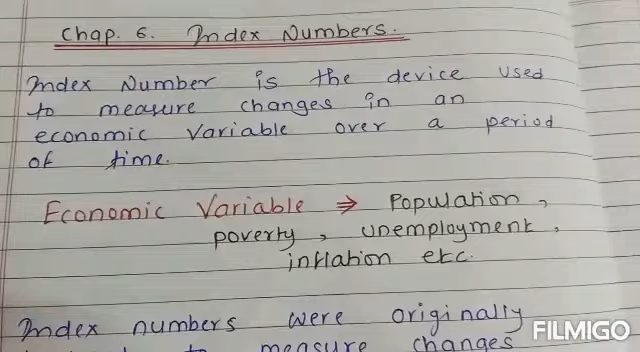 Chap. 6. Index Numbers.
Index Number is the device used
to measure changes in an
economic variable over a period
of time.
Economic Variable ⇒ Population,
poverty, unemployment,
inflation etc.
Index numbers were originally
measure changes
FILMIGO